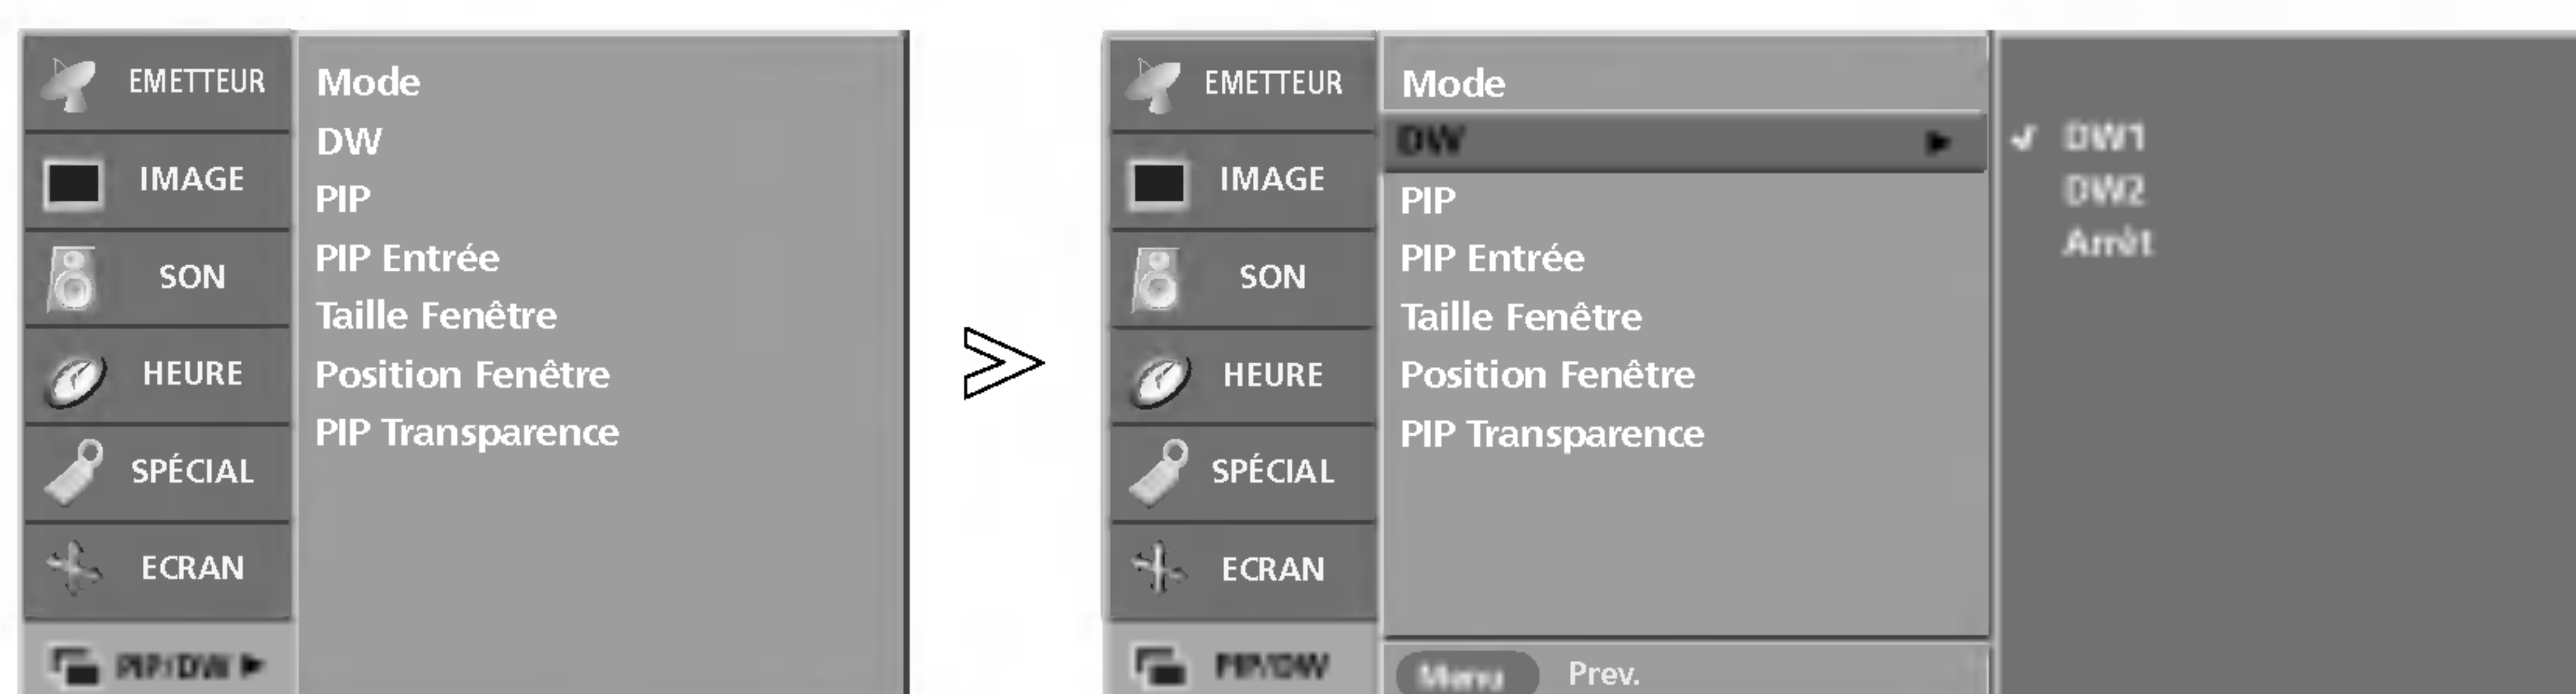 EMETTEUR
IMAGE
SON
HEURE
SPÉCIAL
ECRAN
PIP/DW
Mode
DW
PIP
PIP Entrée
Taille Fenêtre
Position Fenêtre
PIP Transparence
EMETTEUR
IMAGE
SON
HEURE
SPÉCIAL
ECRAN
PIP/DW
Mode
DW
PIP
PIP Entrée
Taille Fenêtre
Position Fenêtre
PIP Transparence
Menu Prev.
DW1
DW2
Arrêt